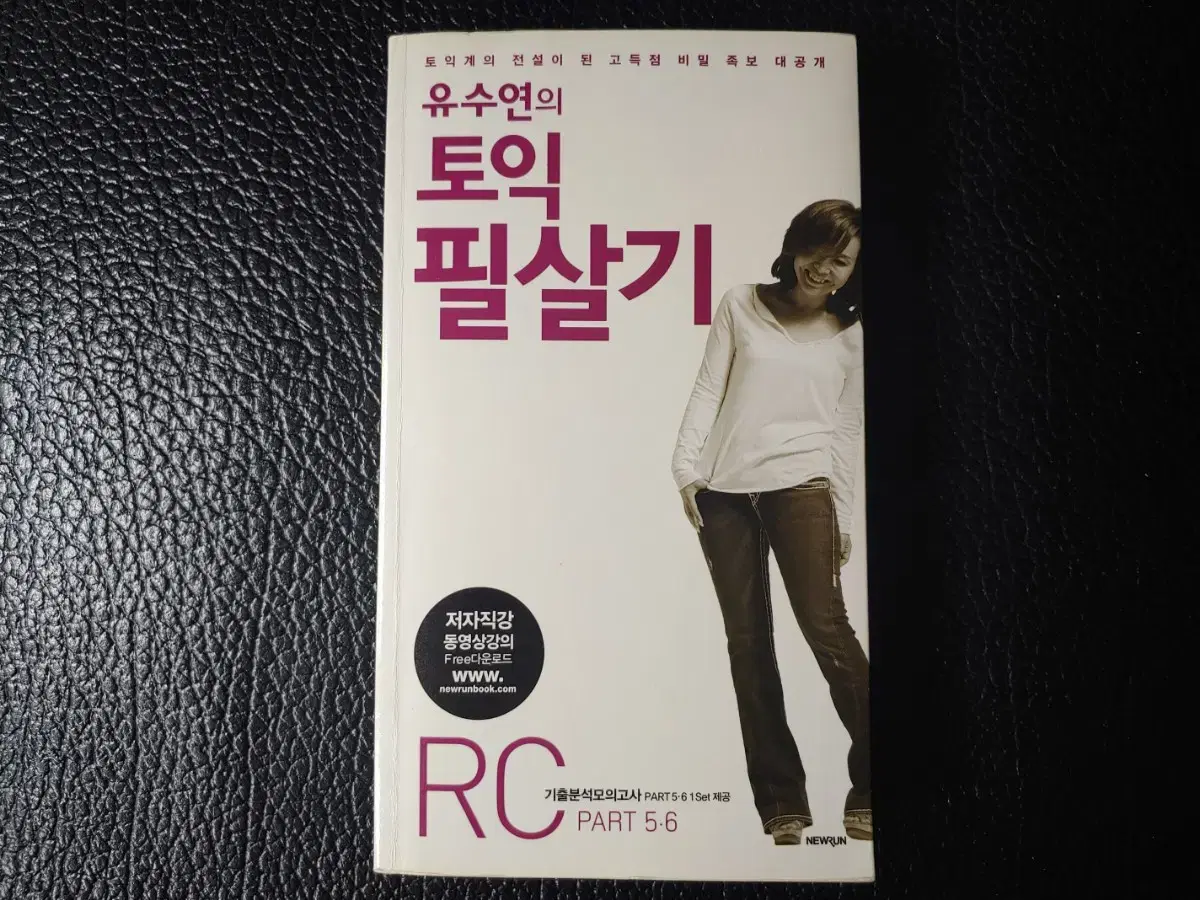 토익계의 전설이 된 고득점 비밀 족보 대공개
유수연의
토익
필살기
저자직강
동영상강의
Free다운로드
www.
newrunbook.com
RC
기출분석모의고사 PART 5·6 1Set 제공
PART 5·6
NEWRUN